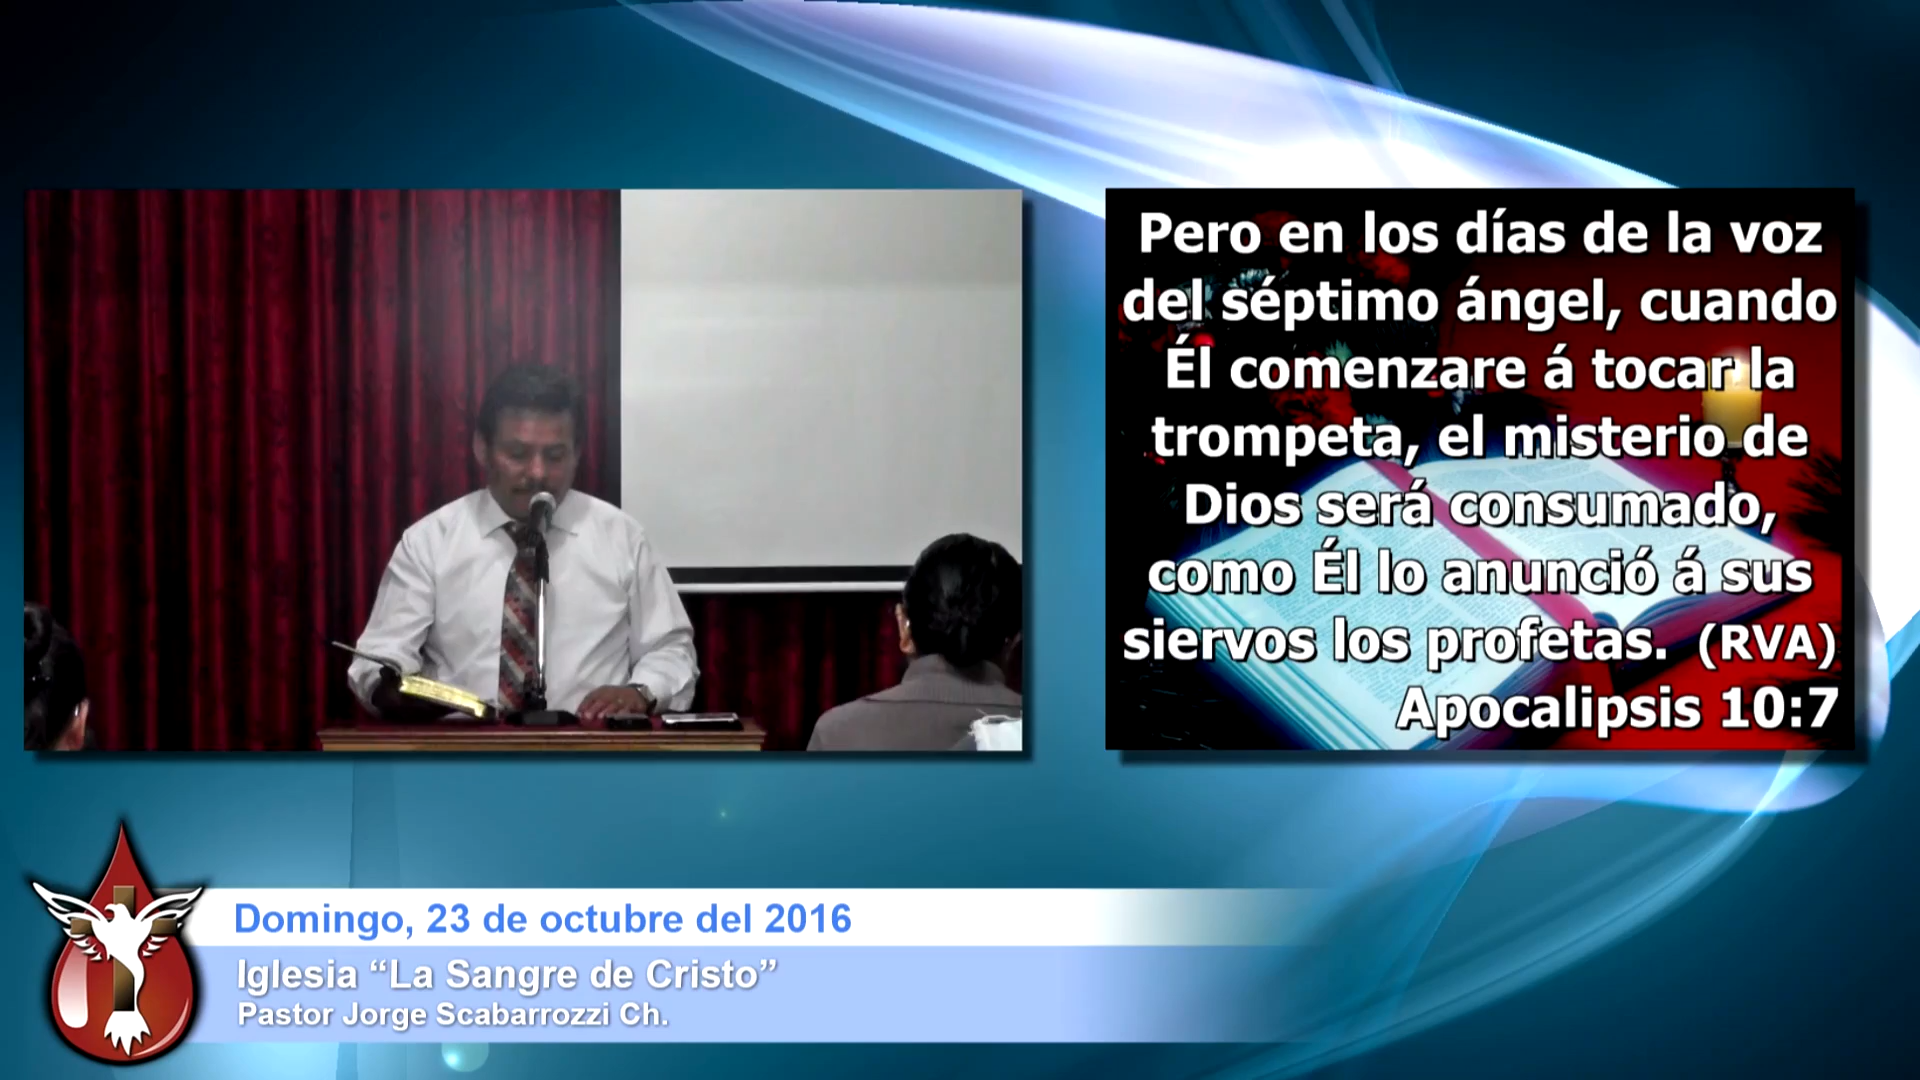 Pero en los días de la voz
del séptimo ángel, cuando
Él comenzare á tocar la
trompeta, el misterio de
Dios será consumado,
como Él lo anunció á sus
siervos los profetas. (RVA)
Apocalipsis 10:7
Domingo, 23 de octubre del 2016
Iglesia “La Sangre de Cristo”
Pastor Jorge Scabarrozzi Ch.